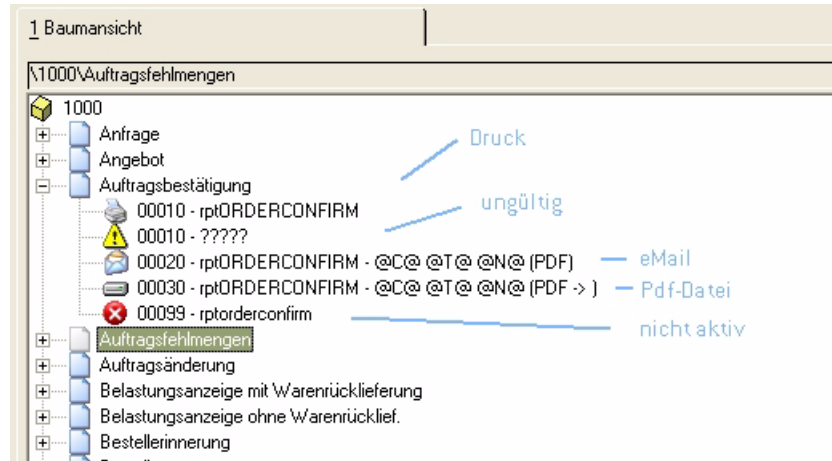 1 Baumansicht
\1000\Auftragsfehlmengen
1000
Anfrage
Druck
Angebot
Auftragsbestätigung
00010 - rptORDERCONFIRM
ungültig
00010 - ?????
00020 - rptORDERCONFIRM - @C@ @T@ @N@ (PDF)
eMail
00030 - rptORDERCONFIRM - @C@ @T@ @N@ (PDF -> )
Pdf-Datei
00099 - rptorderconfirm
nicht aktiv
Auftragsfehlmengen
Auftragsänderung
Belastungsanzeige mit Warenrücklieferung
Belastungsanzeige ohne Warenrücklief.
Bestellerinnerung